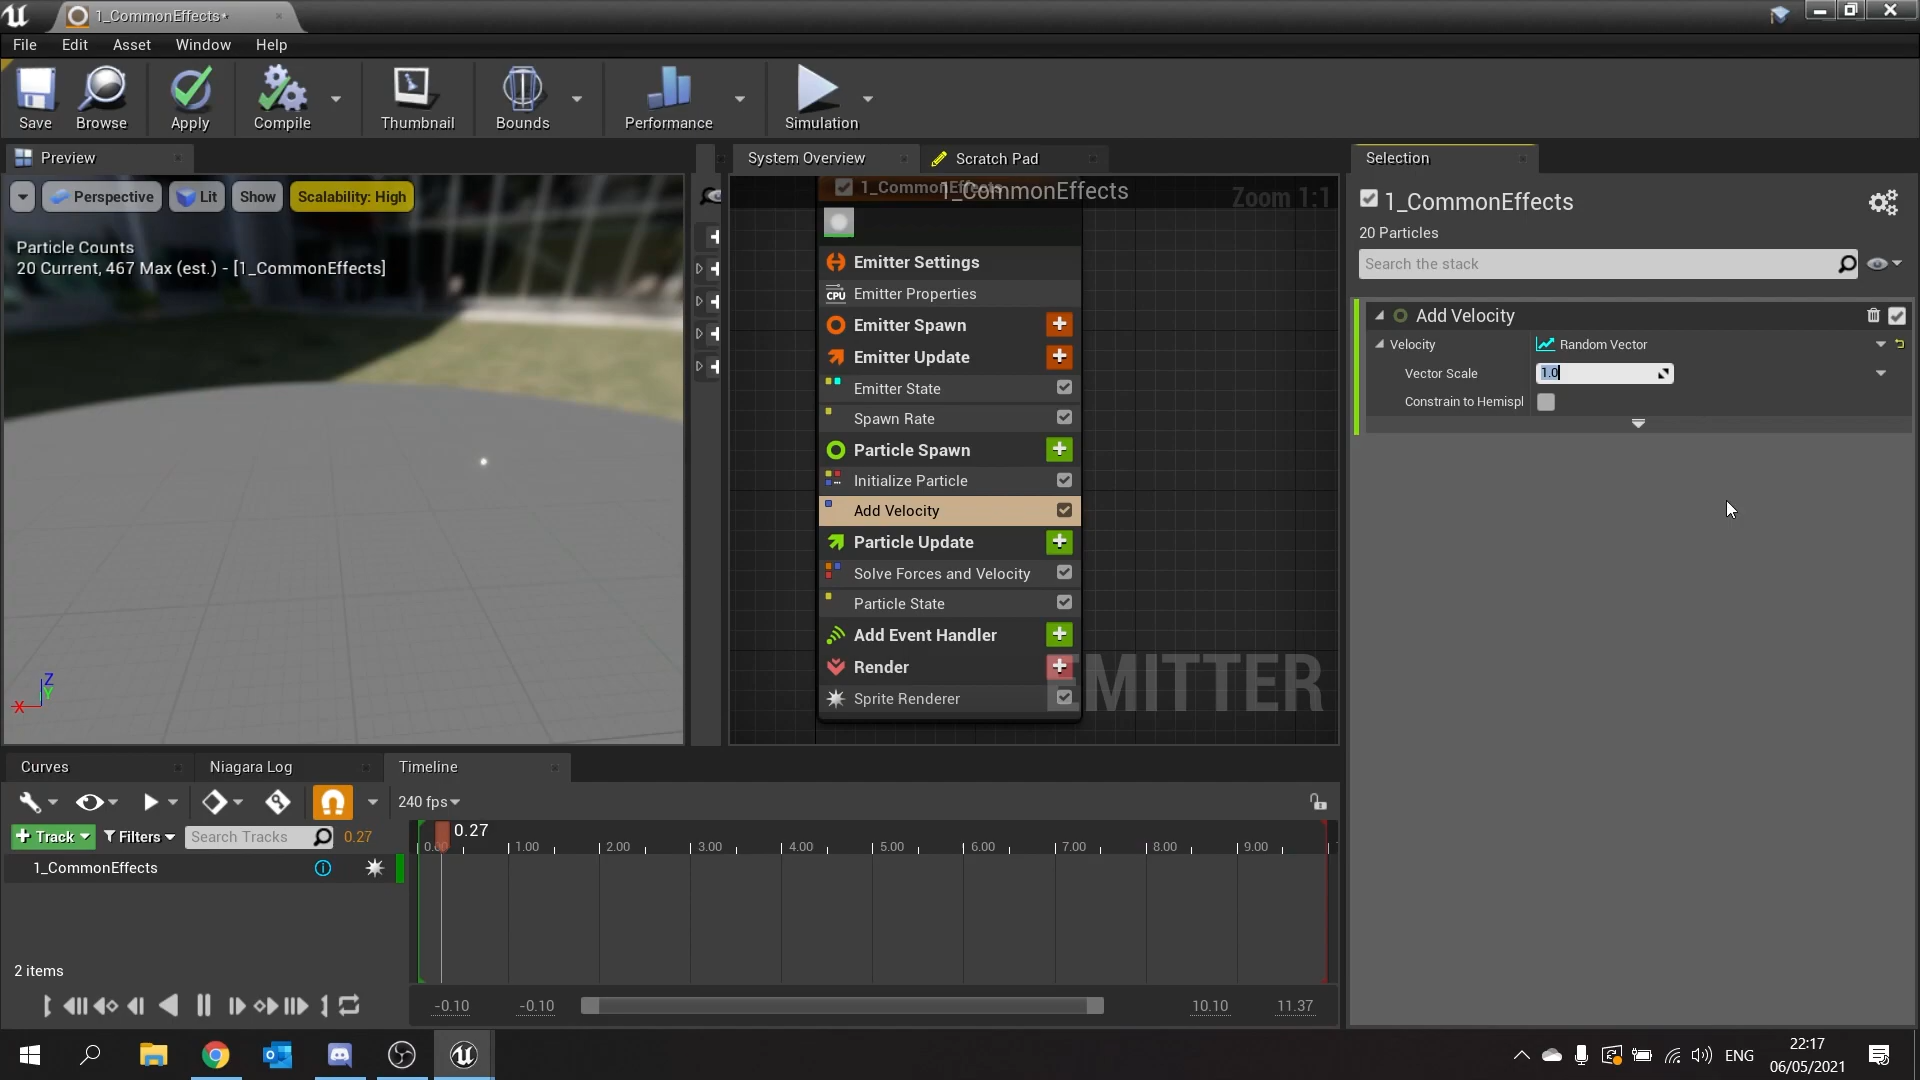 1_CommonEffects*
File Edit Asset Window Help
Save Browse Apply Compile Thumbnail Bounds Performance Simulation
Preview
Perspective Lit Show Scalability: High
Particle Counts
20 Current, 467 Max (est.) - [1_CommonEffects]
System Overview Scratch Pad
1_CommonEffects
1_CommonEffects
Zoom 1:1
Emitter Settings
CPU Emitter Properties
Emitter Spawn
Emitter Update
Emitter State
Spawn Rate
Particle Spawn
Initialize Particle
Add Velocity
Particle Update
Solve Forces and Velocity
Particle State
Add Event Handler
Render
Sprite Renderer
EMITTER
Selection
1_CommonEffects
20 Particles
Search the stack
Add Velocity
Velocity Random Vector
Vector Scale 1.0
Constrain to Hemispl
Z
Y
X
Curves Niagara Log Timeline
240 fps
+ Track Filters Search Tracks 0.27
0.27
0.00 1.00 2.00 3.00 4.00 5.00 6.00 7.00 8.00 9.00
1_CommonEffects
2 items
-0.10 -0.10 10.10 11.37
ENG
22:17
06/05/2021